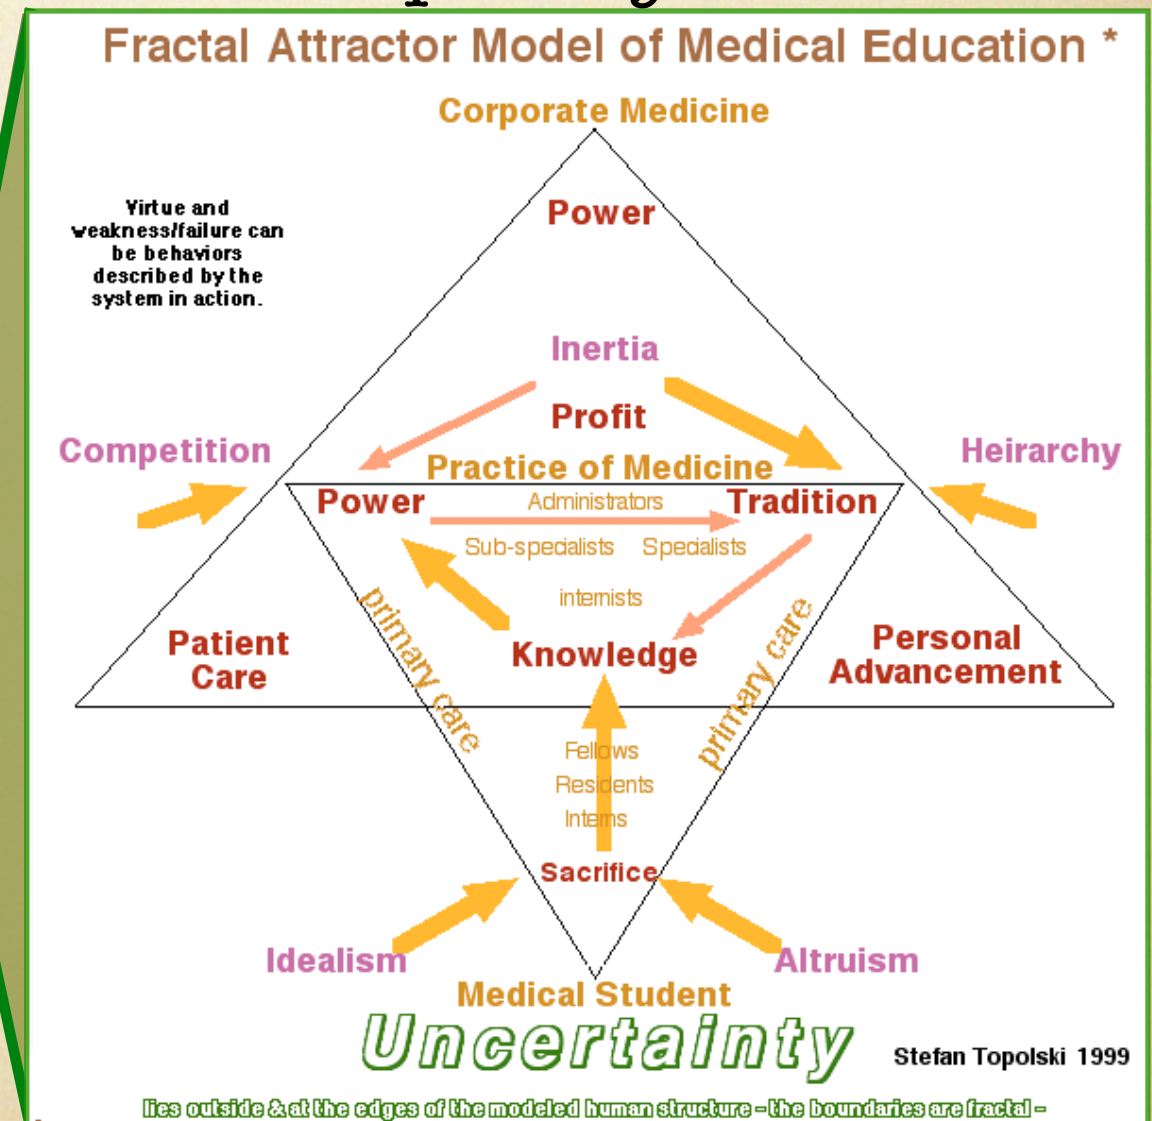 Fractal Attractor Model of Medical Education *
Corporate Medicine
Virtue and
weakness/failure can
be behaviors
described by the
system in action.
Power
Inertia
Profit
Competition
Heirarchy
Practice of Medicine
Power
Administrators
Tradition
Sub-specialists
Specialists
internists
primary care
primary care
Patient
Care
Knowledge
Personal
Advancement
Fellows
Residents
Interns
Sacrifice
Idealism
Altruism
Medical Student
Uncertainty
Stefan Topolski 1999
lies outside & at the edges of the modeled human structure - the boundaries are fractal -